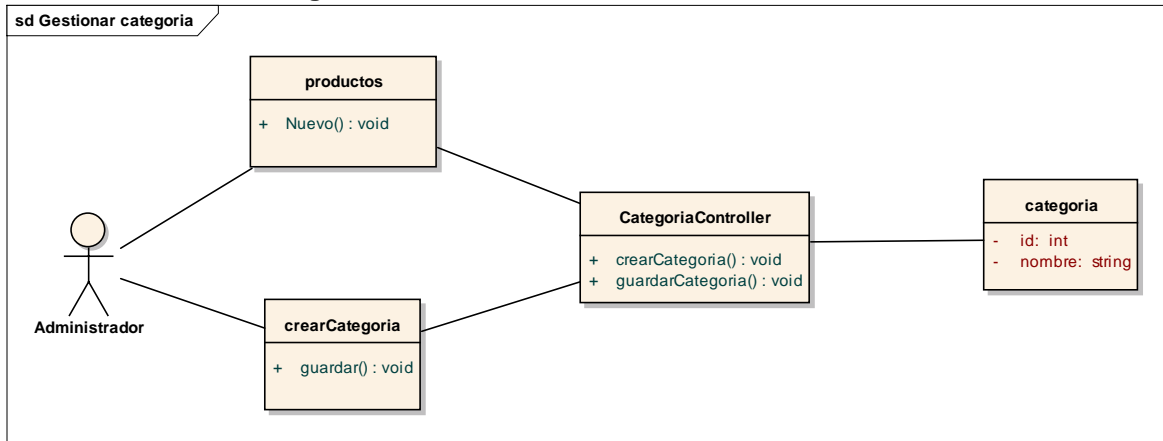 sd Gestionar categoria
productos
+ Nuevo() : void
CategoriaController
+ crearCategoria() : void
+ guardarCategoria() : void
categoria
- id: int
- nombre: string
Administrador
crearCategoria
+ guardar() : void